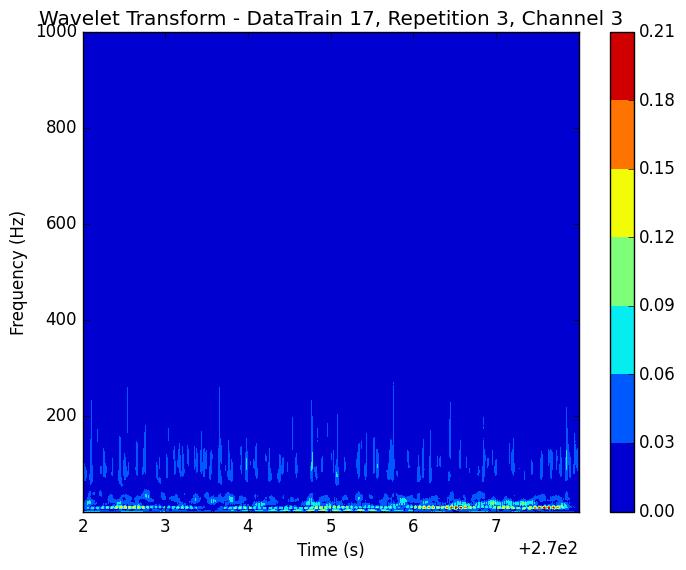 Wavelet Transform - DataTrain 17, Repetition 3, Channel 3
1000
800
600
400
200
Frequency (Hz)
2 3 4 5 6 7
Time (s)
+2.7e2
0.21
0.18
0.15
0.12
0.09
0.06
0.03
0.00